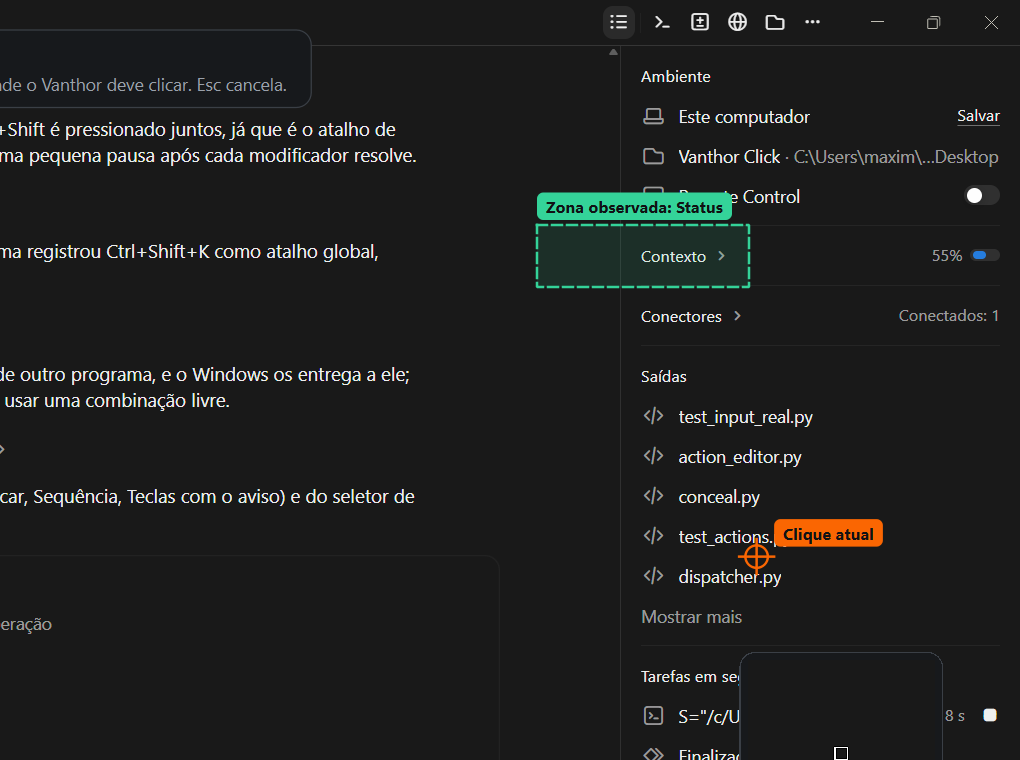 nde o Vanthor deve clicar. Esc cancela.
+Shift é pressionado juntos, já que é o atalho de
ma pequena pausa após cada modificador resolve.
ma registrou Ctrl+Shift+K como atalho global,
de outro programa, e o Windows os entrega a ele;
usar uma combinação livre.
car, Sequência, Teclas com o aviso) e do seletor de
eração
Ambiente
Este computador
Salvar
Vanthor Click · C:\Users\maxim\...Desktop
Control
Zona observada: Status
Contexto
55%
Conectores
Conectados: 1
Saídas
test_input_real.py
action_editor.py
conceal.py
test_actions.
Clique atual
dispatcher.py
Mostrar mais
Tarefas em se
S="/c/U
8 s
Finaliza